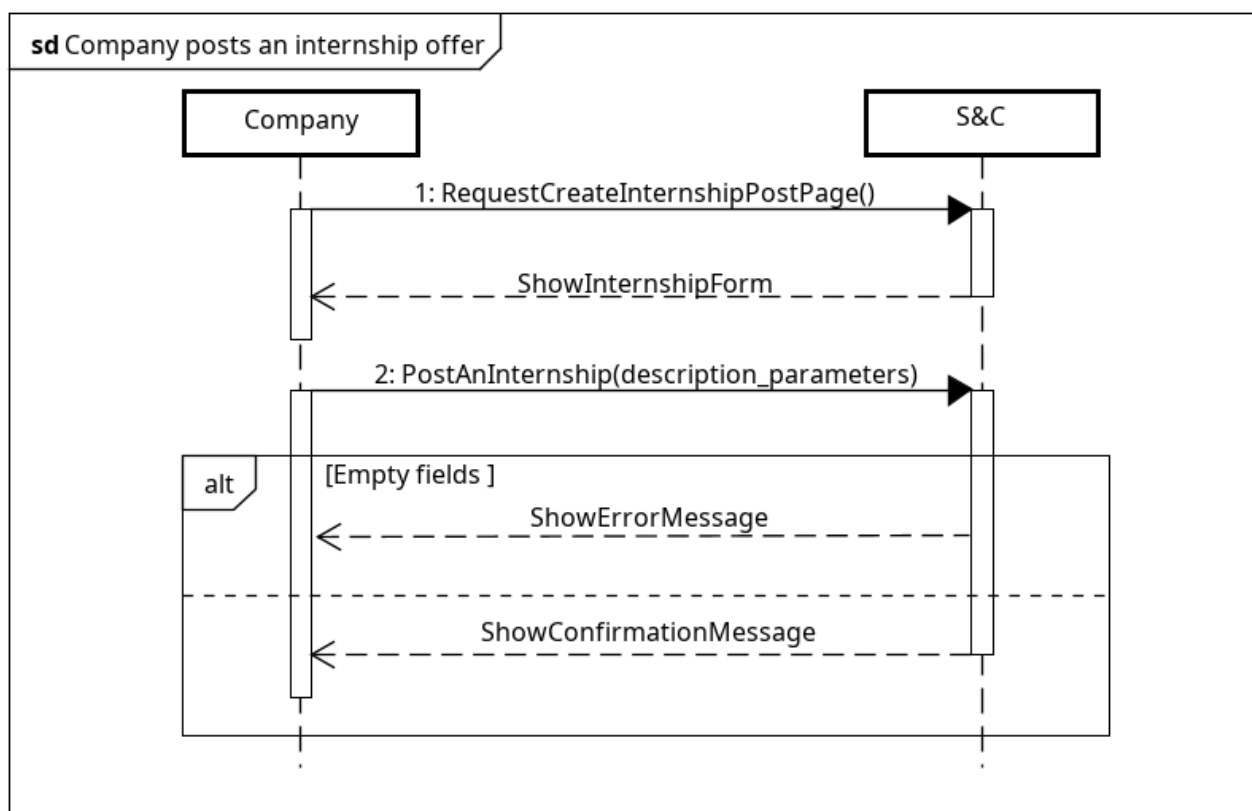 sd Company posts an internship offer
Company
S&C
1: RequestCreateInternshipPostPage()
ShowInternshipForm
2: PostAnInternship(description_parameters)
alt
[Empty fields ]
ShowErrorMessage
ShowConfirmationMessage